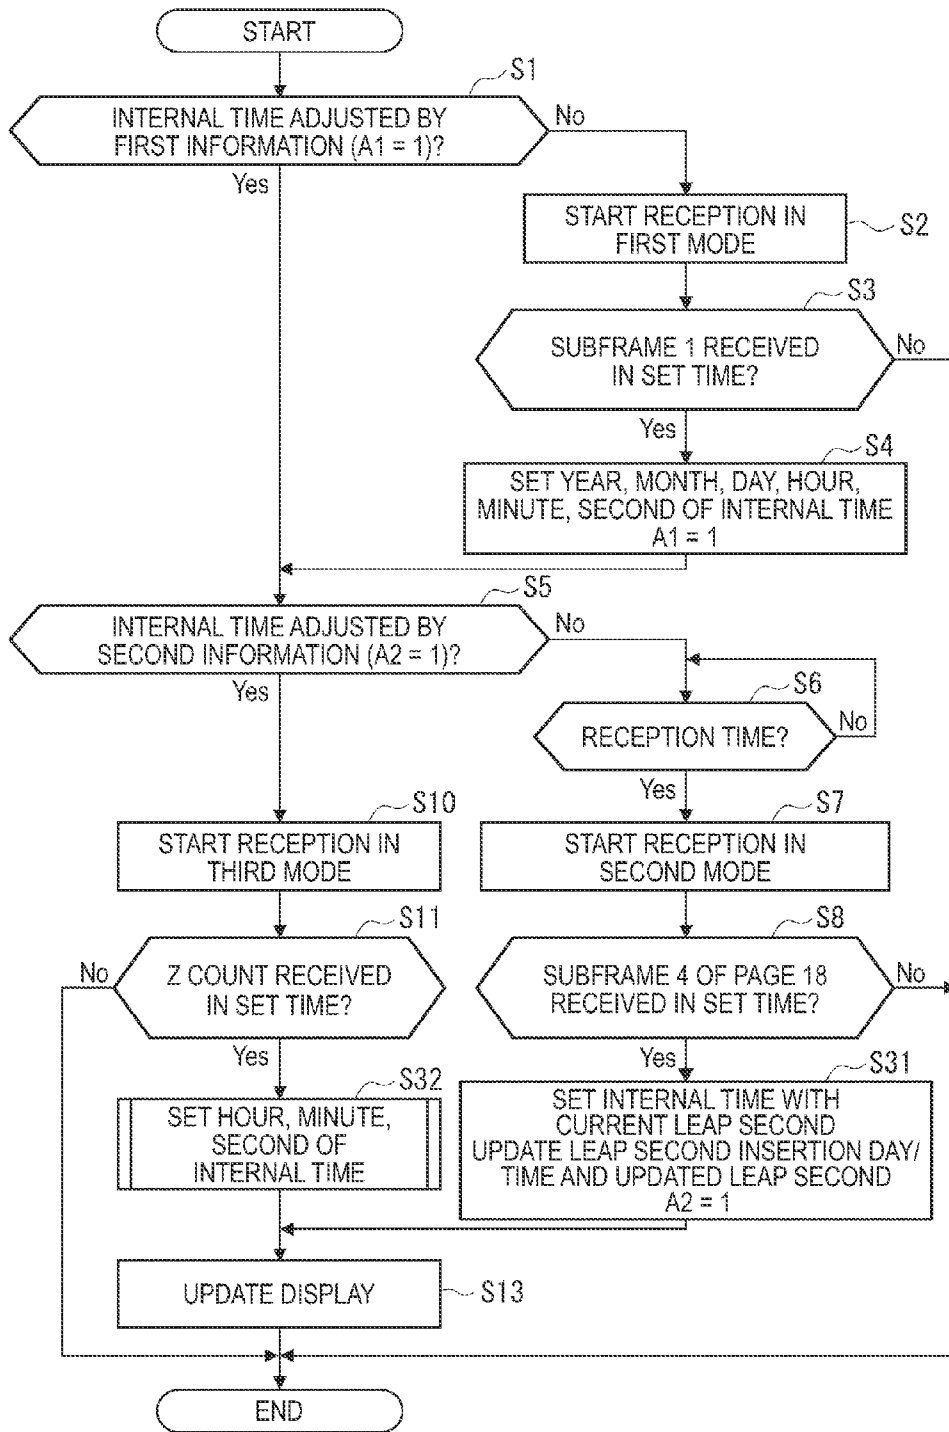 START
S1
INTERNAL TIME ADJUSTED BY
FIRST INFORMATION (A1 = 1)?
No
Yes
START RECEPTION IN
FIRST MODE
S2
S3
SUBFRAME 1 RECEIVED
IN SET TIME?
No
Yes
S4
SET YEAR, MONTH, DAY, HOUR,
MINUTE, SECOND OF INTERNAL TIME
A1 = 1
S5
INTERNAL TIME ADJUSTED BY
SECOND INFORMATION (A2 = 1)?
No
Yes
S6
RECEPTION TIME?
No
Yes
S7
START RECEPTION IN
SECOND MODE
S10
START RECEPTION IN
THIRD MODE
S11
Z COUNT RECEIVED
IN SET TIME?
No
Yes
S8
SUBFRAME 4 OF PAGE 18
RECEIVED IN SET TIME?
No
Yes
S32
SET HOUR, MINUTE,
SECOND OF
INTERNAL TIME
S31
SET INTERNAL TIME WITH
CURRENT LEAP SECOND
UPDATE LEAP SECOND INSERTION DAY/
TIME AND UPDATED LEAP SECOND
A2 = 1
UPDATE DISPLAY
S13
END